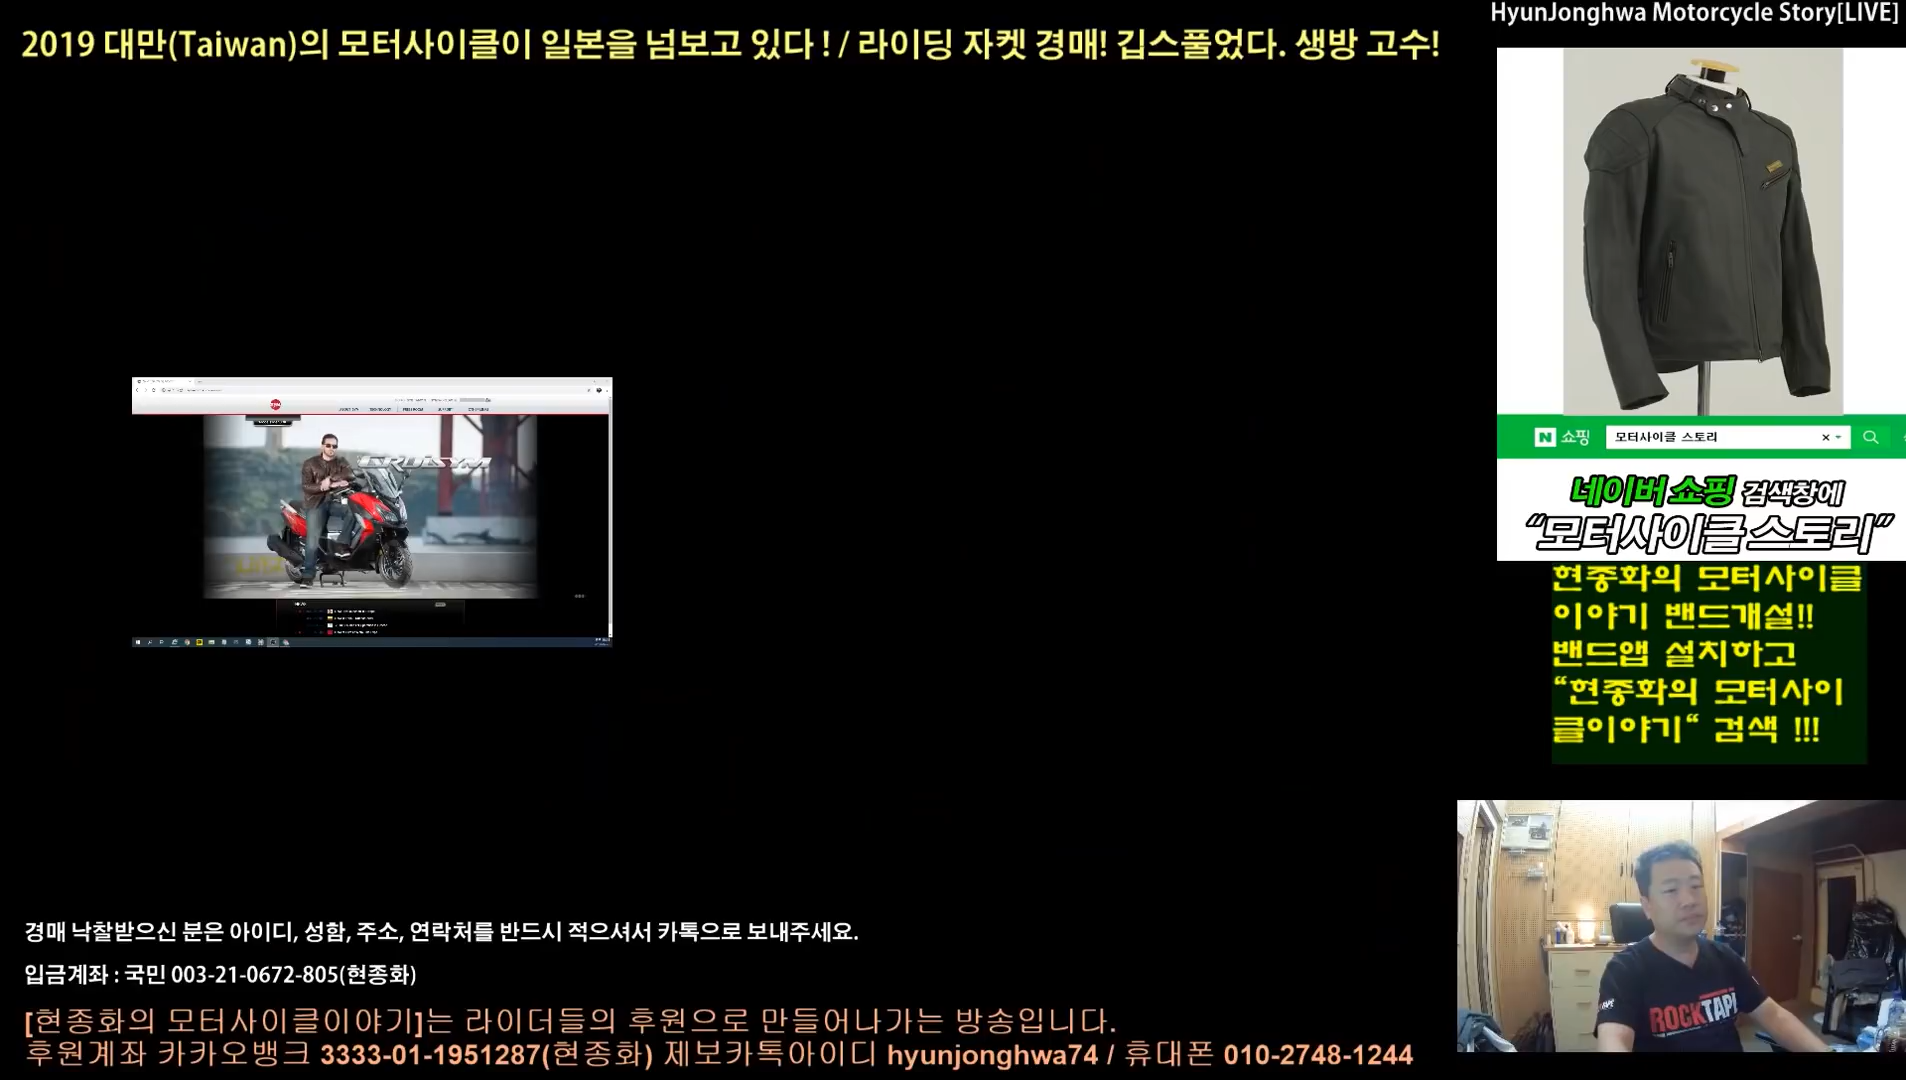 HyunJonghwa Motorcycle Story[LIVE]
2019 대만(Taiwan)의 모터사이클이 일본을 넘보고 있다 ! / 라이딩 자켓 경매! 깁스풀었다. 생방 고수!
CRUISYM
N 쇼핑
모터사이클 스토리
네이버 쇼핑 검색창에
“모터사이클 스토리”
현종화의 모터사이클
이야기 밴드개설!!
밴드앱 설치하고
“현종화의 모터사이
클이야기“ 검색 !!!
ROCKTAPE
경매 낙찰받으신 분은 아이디, 성함, 주소, 연락처를 반드시 적으셔서 카톡으로 보내주세요.
입금계좌 : 국민 003-21-0672-805(현종화)
[현종화의 모터사이클이야기]는 라이더들의 후원으로 만들어나가는 방송입니다.
후원계좌 카카오뱅크 3333-01-1951287(현종화) 제보카톡아이디 hyunjonghwa74 / 휴대폰 010-2748-1244